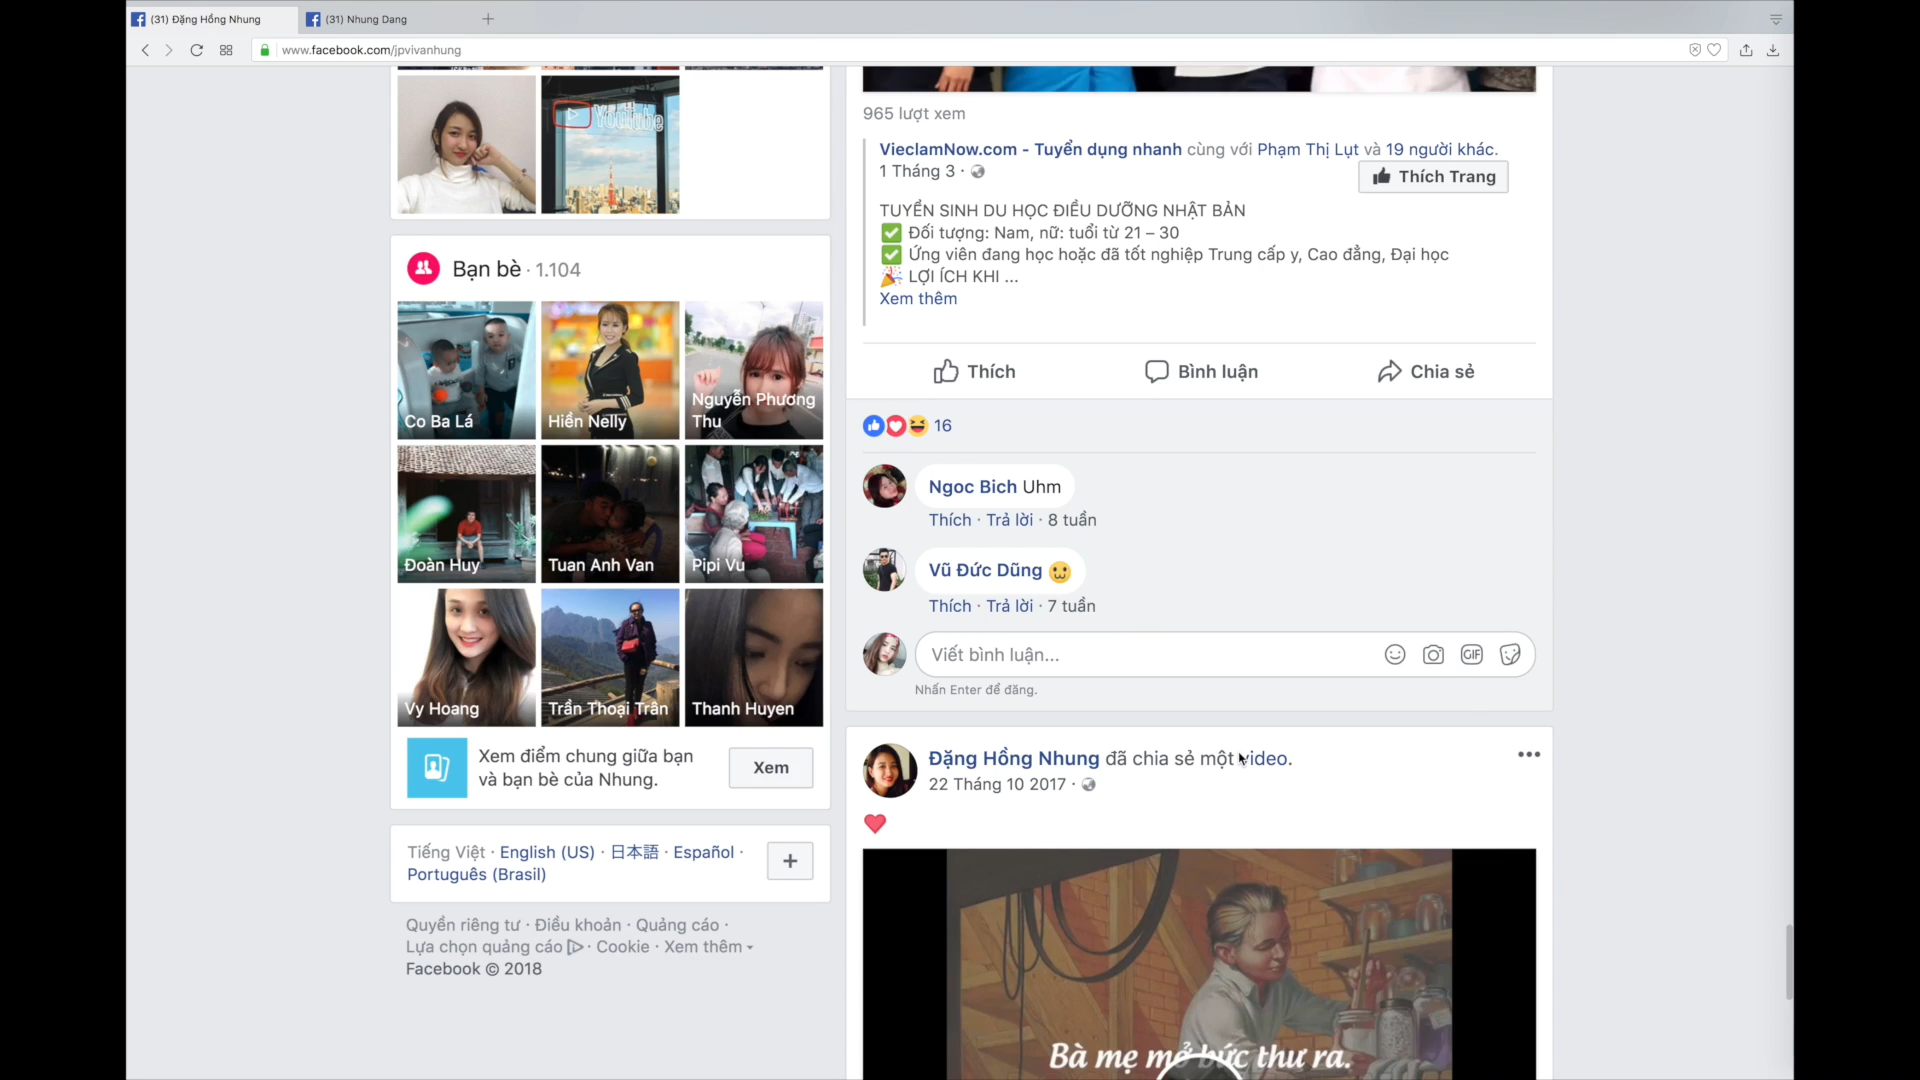 (31) Đặng Hồng Nhung
(31) Nhung Dang
www.facebook.com/jpvivanhung
YouTube
Bạn bè · 1.104
Co Ba Lá
Hiền Nelly
Nguyễn Phương
Thu
Đoàn Huy
Tuan Anh Van
Pipi Vu
Vy Hoang
Trần Thoại Trân
Thanh Huyen
Xem điểm chung giữa bạn
và bạn bè của Nhung.
Xem
Tiếng Việt · English (US) · 日本語 · Español ·
Português (Brasil)
Quyền riêng tư · Điều khoản · Quảng cáo ·
Lựa chọn quảng cáo · Cookie · Xem thêm
Facebook © 2018
965 lượt xem
VieclamNow.com - Tuyển dụng nhanh cùng với Phạm Thị Lụt và 19 người khác.
1 Tháng 3 ·
Thích Trang
TUYỂN SINH DU HỌC ĐIỀU DƯỠNG NHẬT BẢN
✅ Đối tượng: Nam, nữ: tuổi từ 21 – 30
✅ Ứng viên đang học hoặc đã tốt nghiệp Trung cấp y, Cao đẳng, Đại học
🎉 LỢI ÍCH KHI ...
Xem thêm
Thích
Bình luận
Chia sẻ
16
Ngoc Bich Uhm
Thích · Trả lời · 8 tuần
Vũ Đức Dũng
Thích · Trả lời · 7 tuần
Viết bình luận...
GIF
Nhấn Enter để đăng.
Đặng Hồng Nhung đã chia sẻ một video.
22 Tháng 10 2017 ·
❤
Bà mẹ mở bức thư ra.